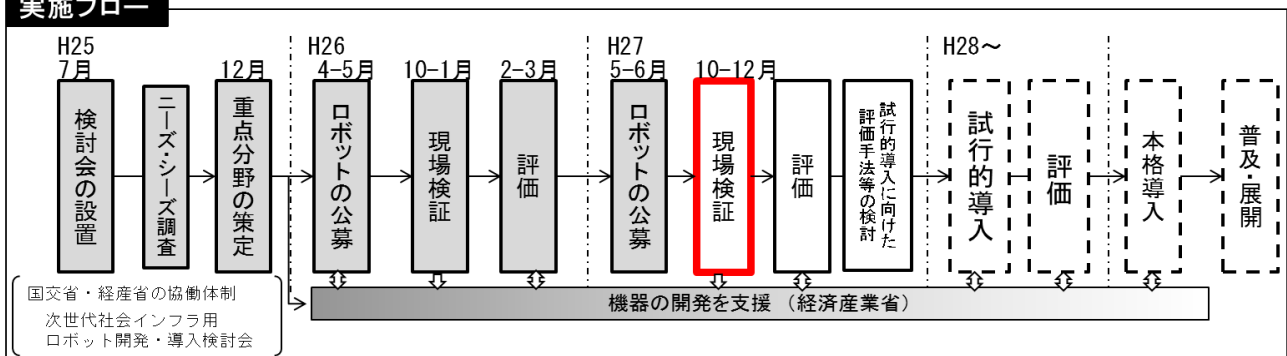 実施フロー
H25
7月
12月
H26
4-5月
10-1月
2-3月
H27
5-6月
10-12月
H28～
検討会の設置
ニーズ・シーズ調査
重点分野の策定
ロボットの公募
現場検証
評価
ロボットの公募
現場検証
評価
試行的導入に向けた
評価手法等の検討
試行的導入
評価
本格導入
普及・展開
機器の開発を支援 （経済産業省）
国交省・経産省の協働体制
次世代社会インフラ用
ロボット開発・導入検討会